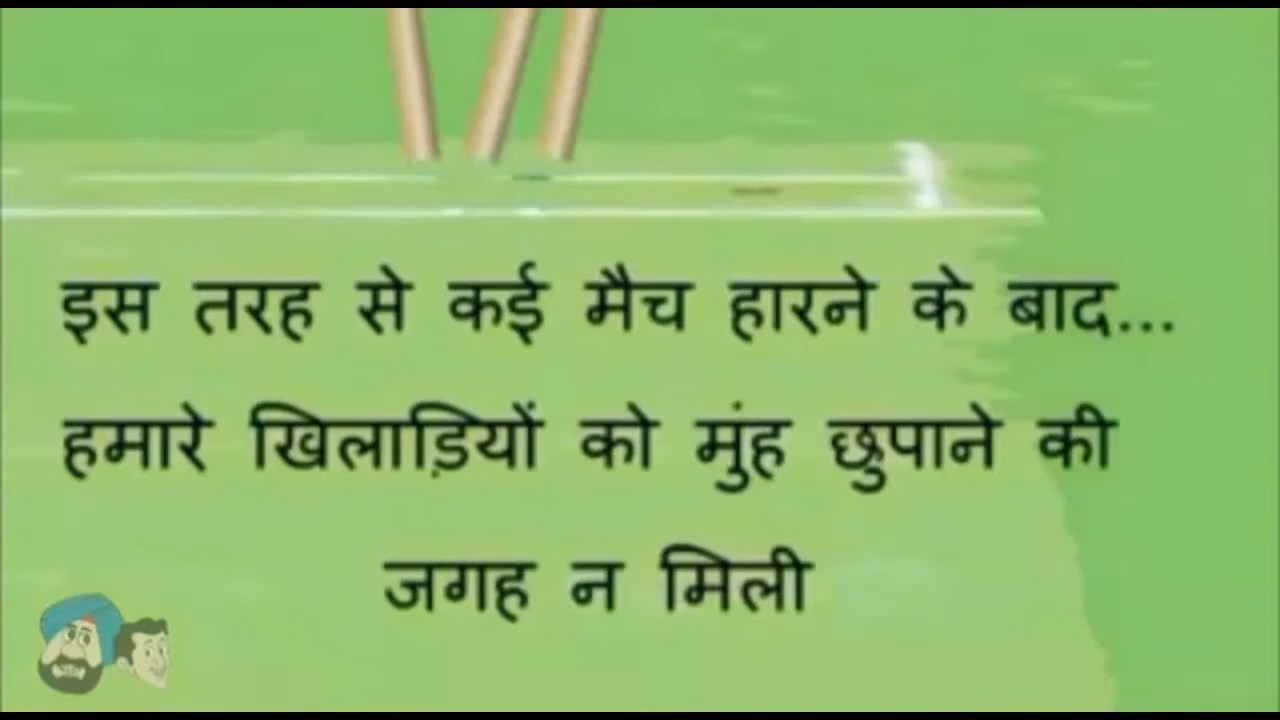 इस तरह से कई मैच हारने के बाद...
हमारे खिलाड़ियों को मुंह छुपाने की
जगह न मिली